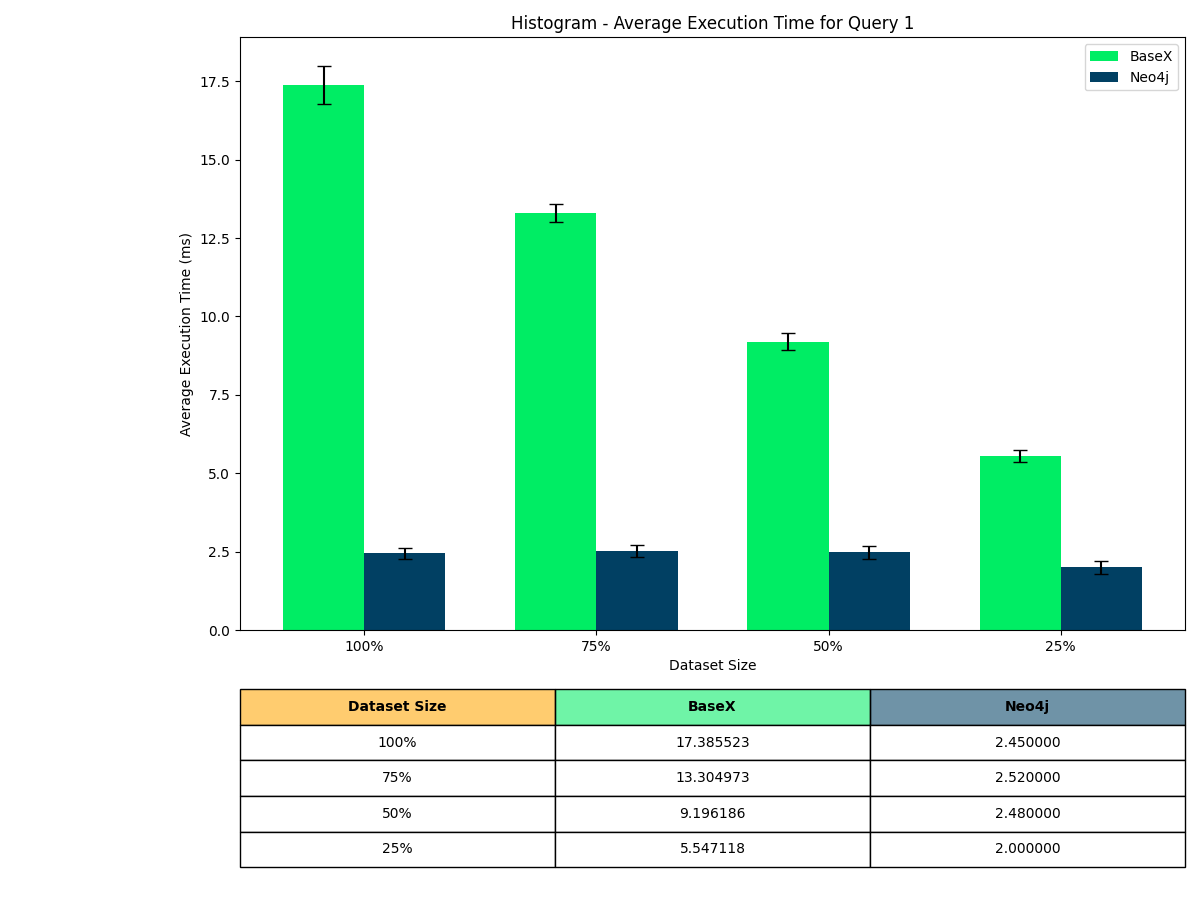 Histogram - Average Execution Time for Query 1
BaseX
Neo4j
Average Execution Time (ms)
17.5
15.0
12.5
10.0
7.5
5.0
2.5
0.0
100% 75% 50% 25%
Dataset Size
Dataset Size BaseX Neo4j
100% 17.385523 2.450000
75% 13.304973 2.520000
50% 9.196186 2.480000
25% 5.547118 2.000000